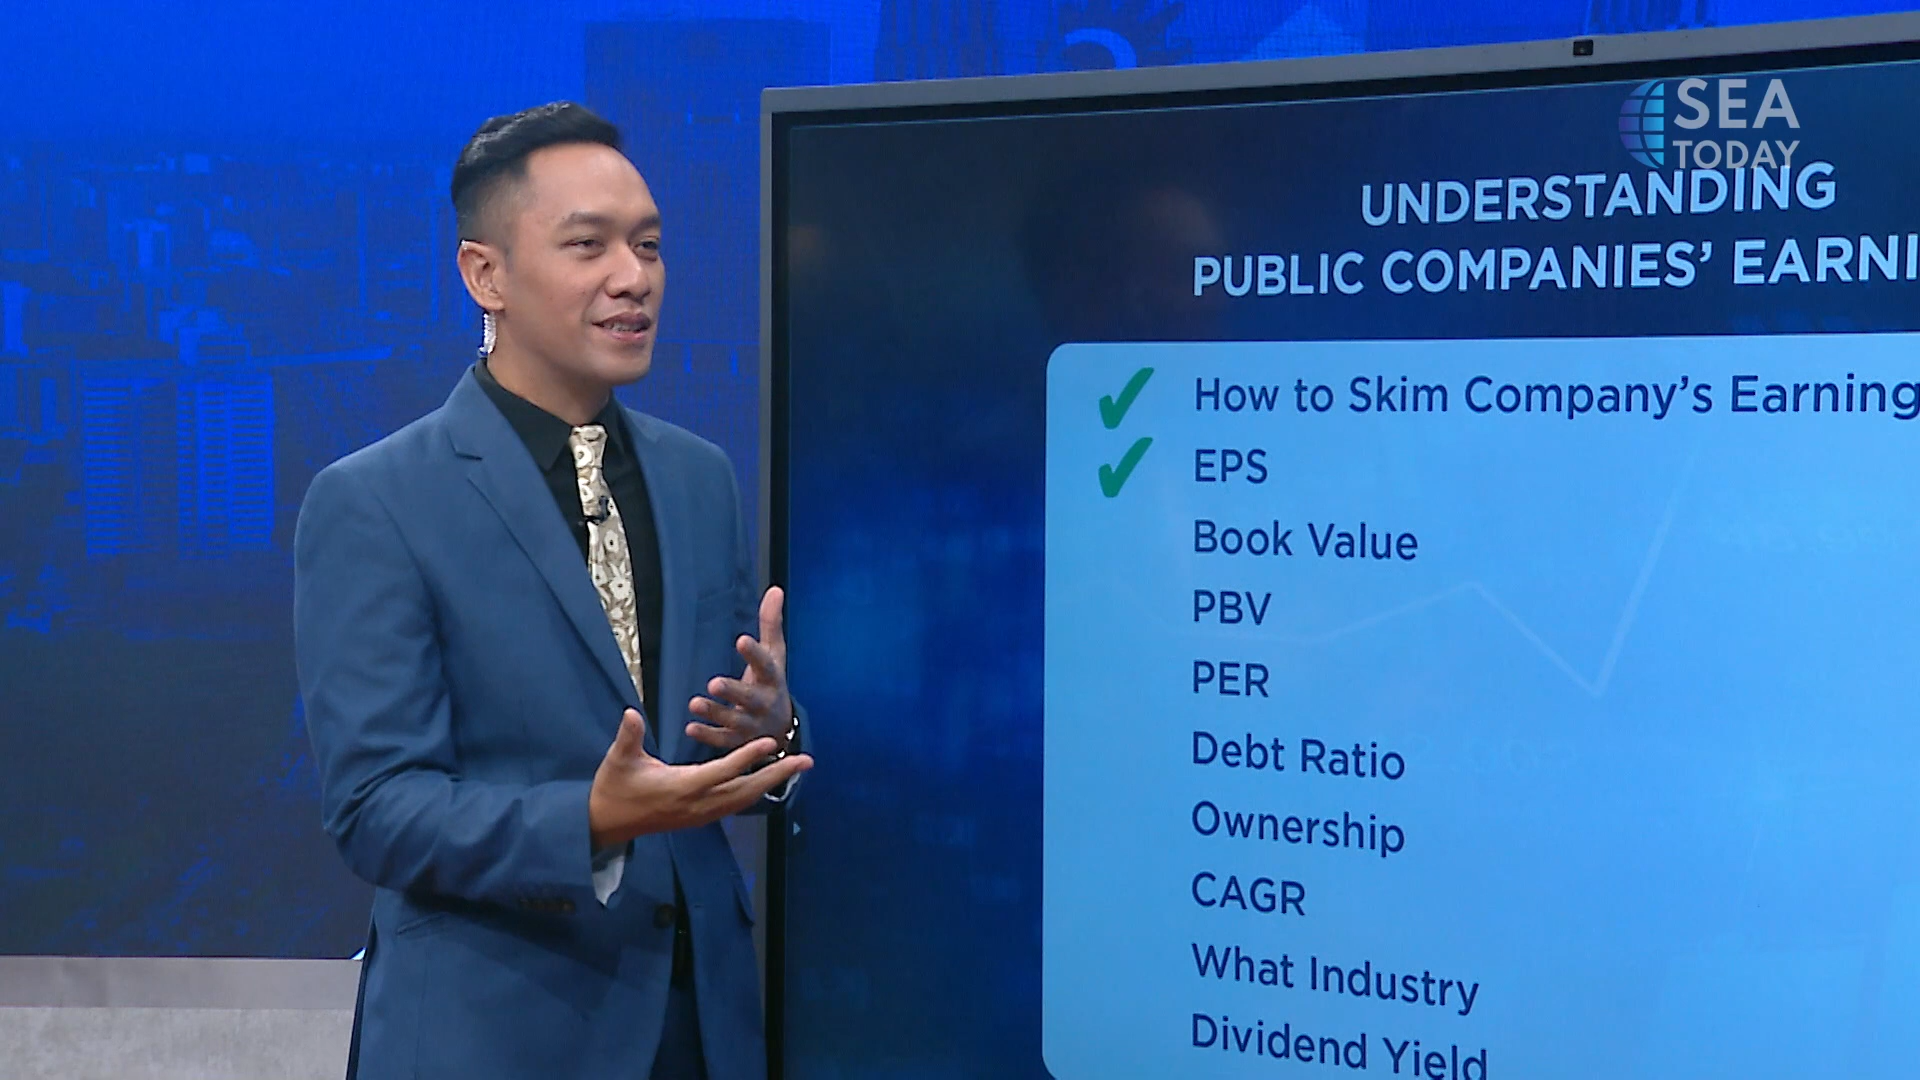 SEA
TODAY
UNDERSTANDING
PUBLIC COMPANIES' EARNI
How to Skim Company's Earning
EPS
Book Value
PBV
PER
Debt Ratio
Ownership
CAGR
What Industry
Dividend Yield